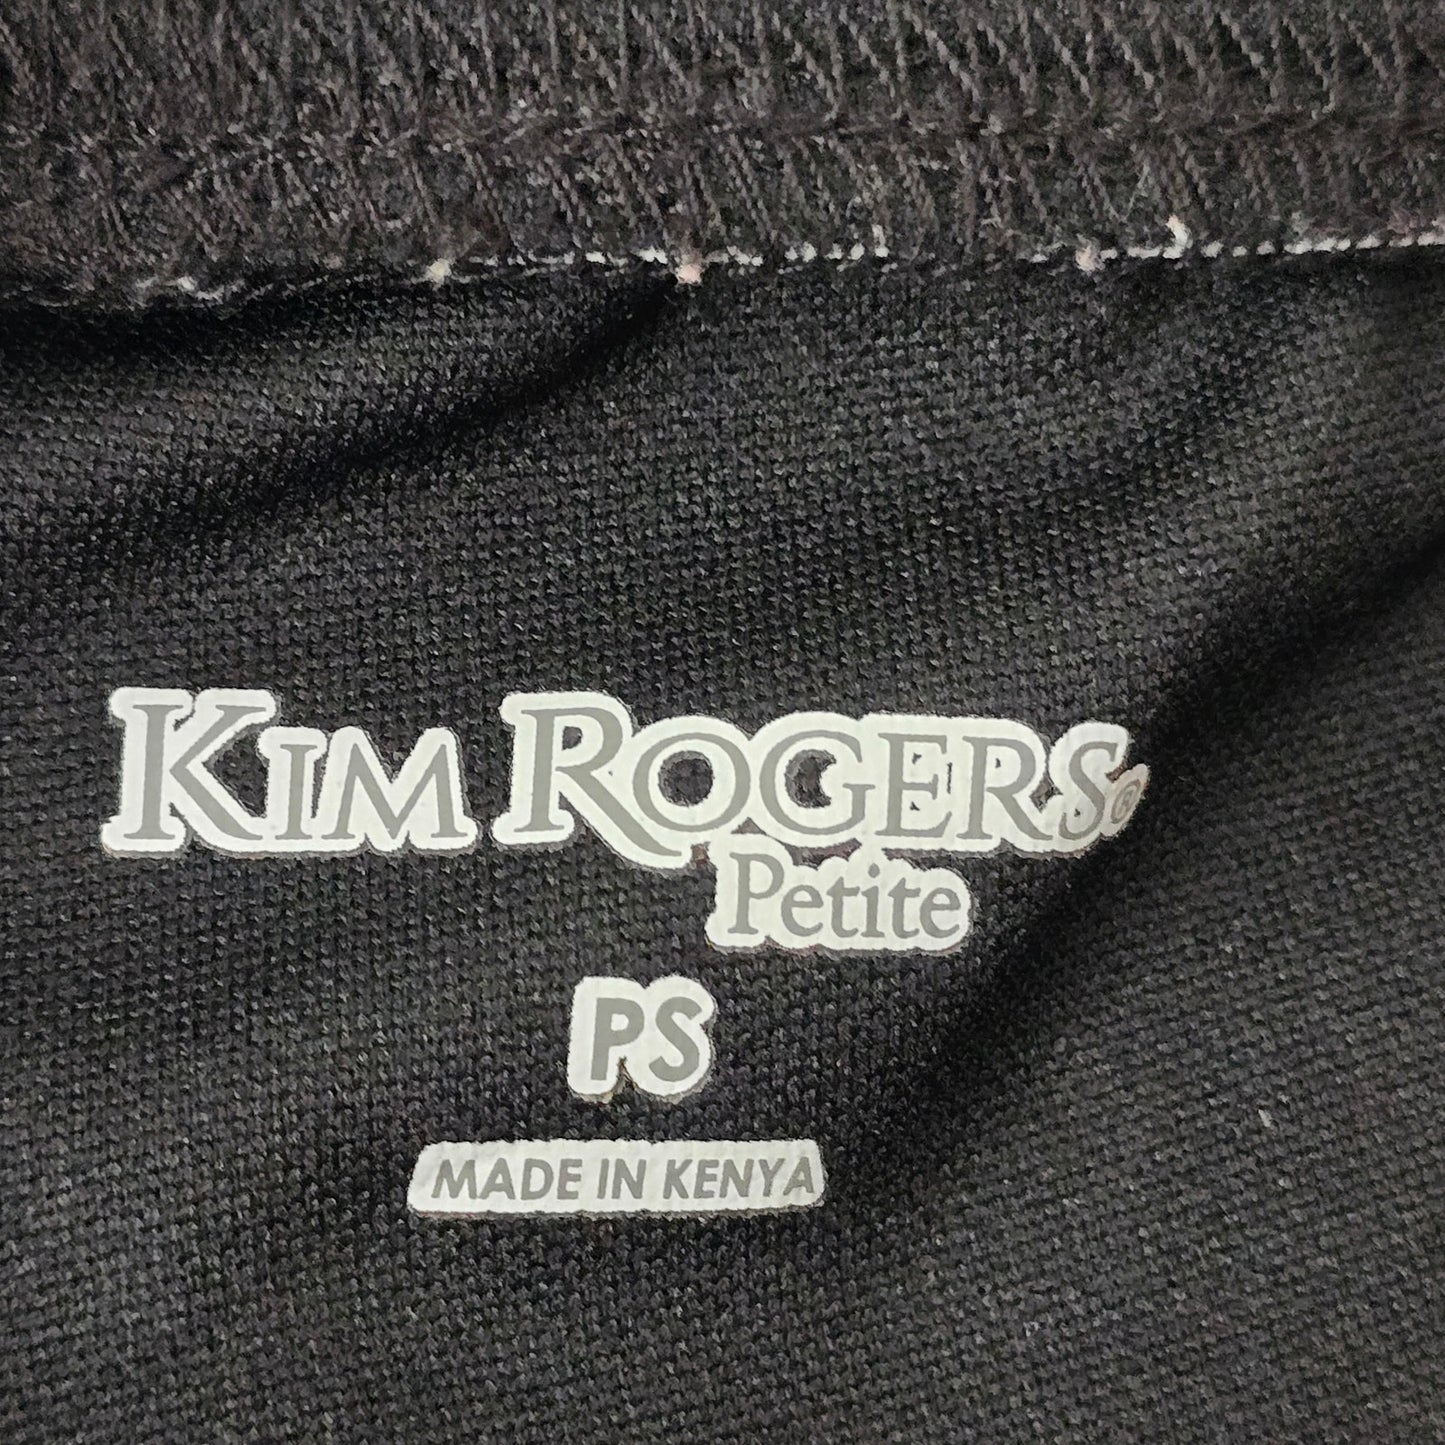 KIM ROGERS®
Petite
PS
MADE IN KENYA